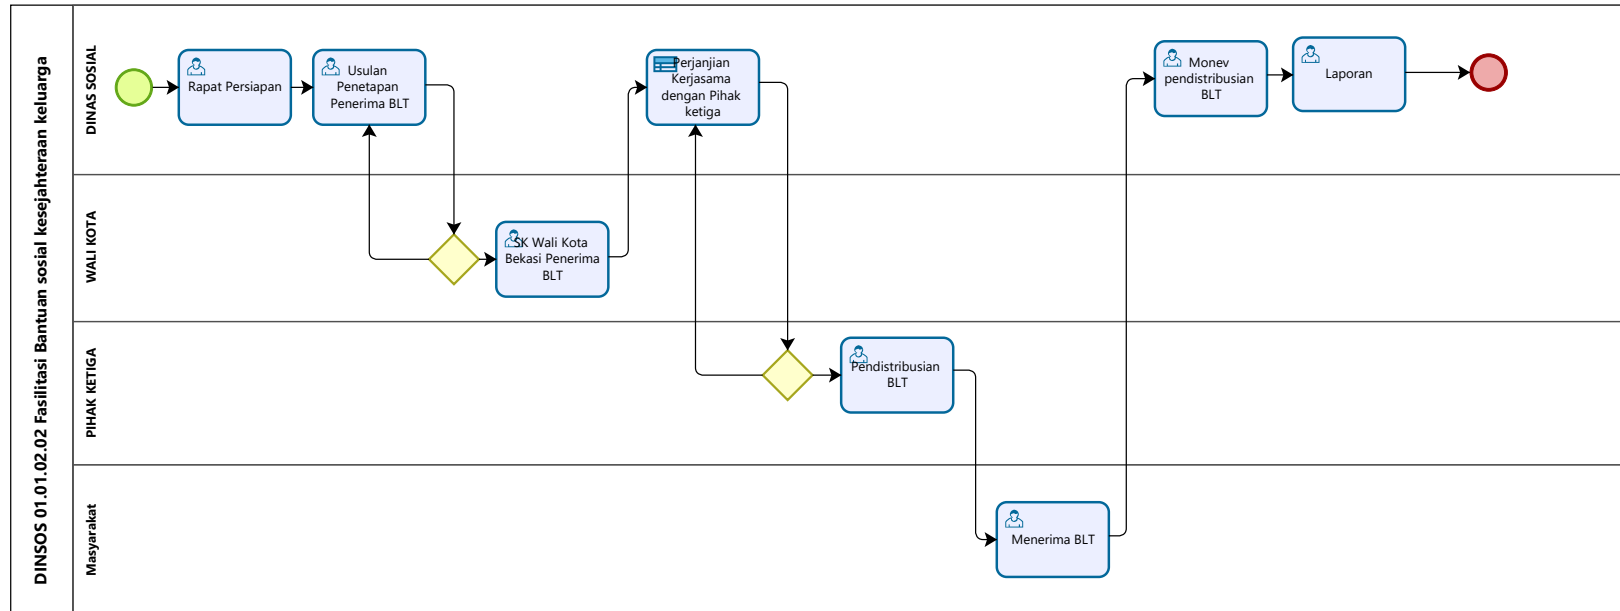 DINSOS 01.01.02.02 Fasilitasi Bantuan sosial kesejahteraan keluarga
DINAS SOSIAL
Rapat Persiapan
Usulan
Penetapan
Penerima BLT
Perjanjian
Kerjasama
dengan Pihak
ketiga
Monev
pendistribusian
BLT
Laporan
WALI KOTA
SK Wali Kota
Bekasi Penerima
BLT
PIHAK KETIGA
Pendistribusian
BLT
Masyarakat
Menerima BLT